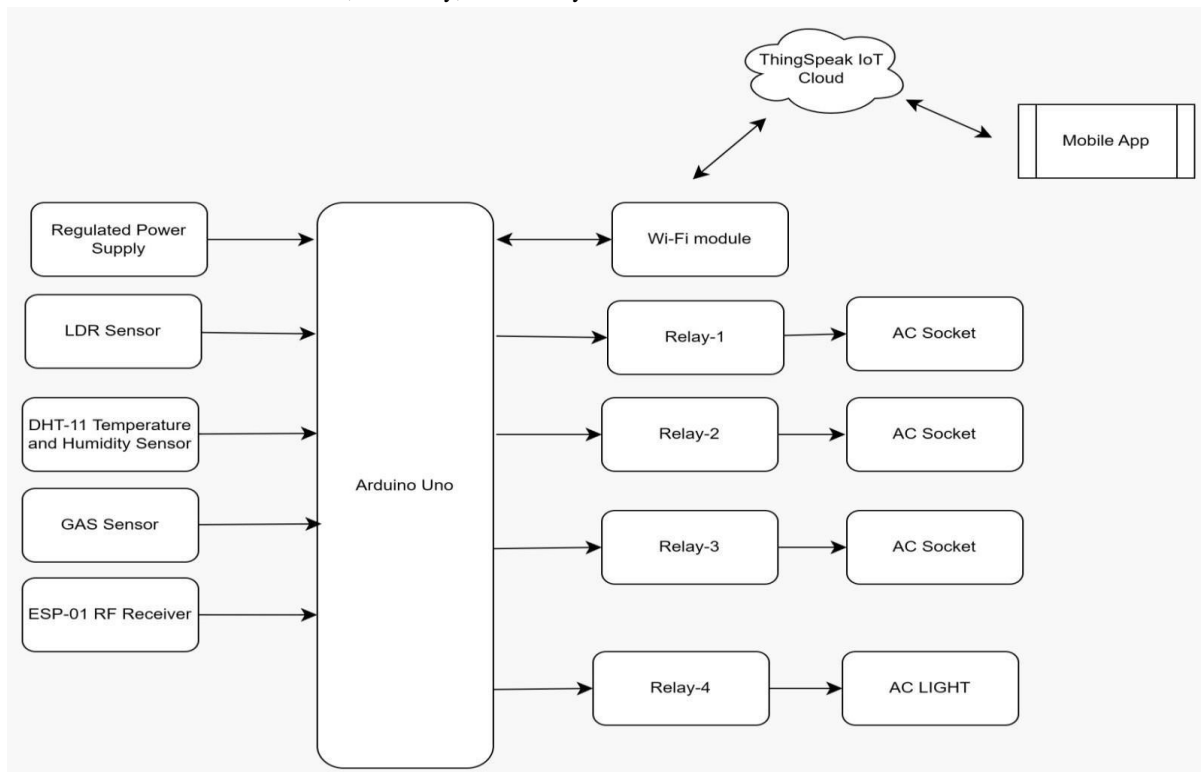 ThingSpeak IoT
Cloud
Mobile App
Regulated Power
Supply
Wi-Fi module
LDR Sensor
Relay-1
AC Socket
DHT-11 Temperature
and Humidity Sensor
Relay-2
AC Socket
Arduino Uno
GAS Sensor
Relay-3
AC Socket
ESP-01 RF Receiver
Relay-4
AC LIGHT